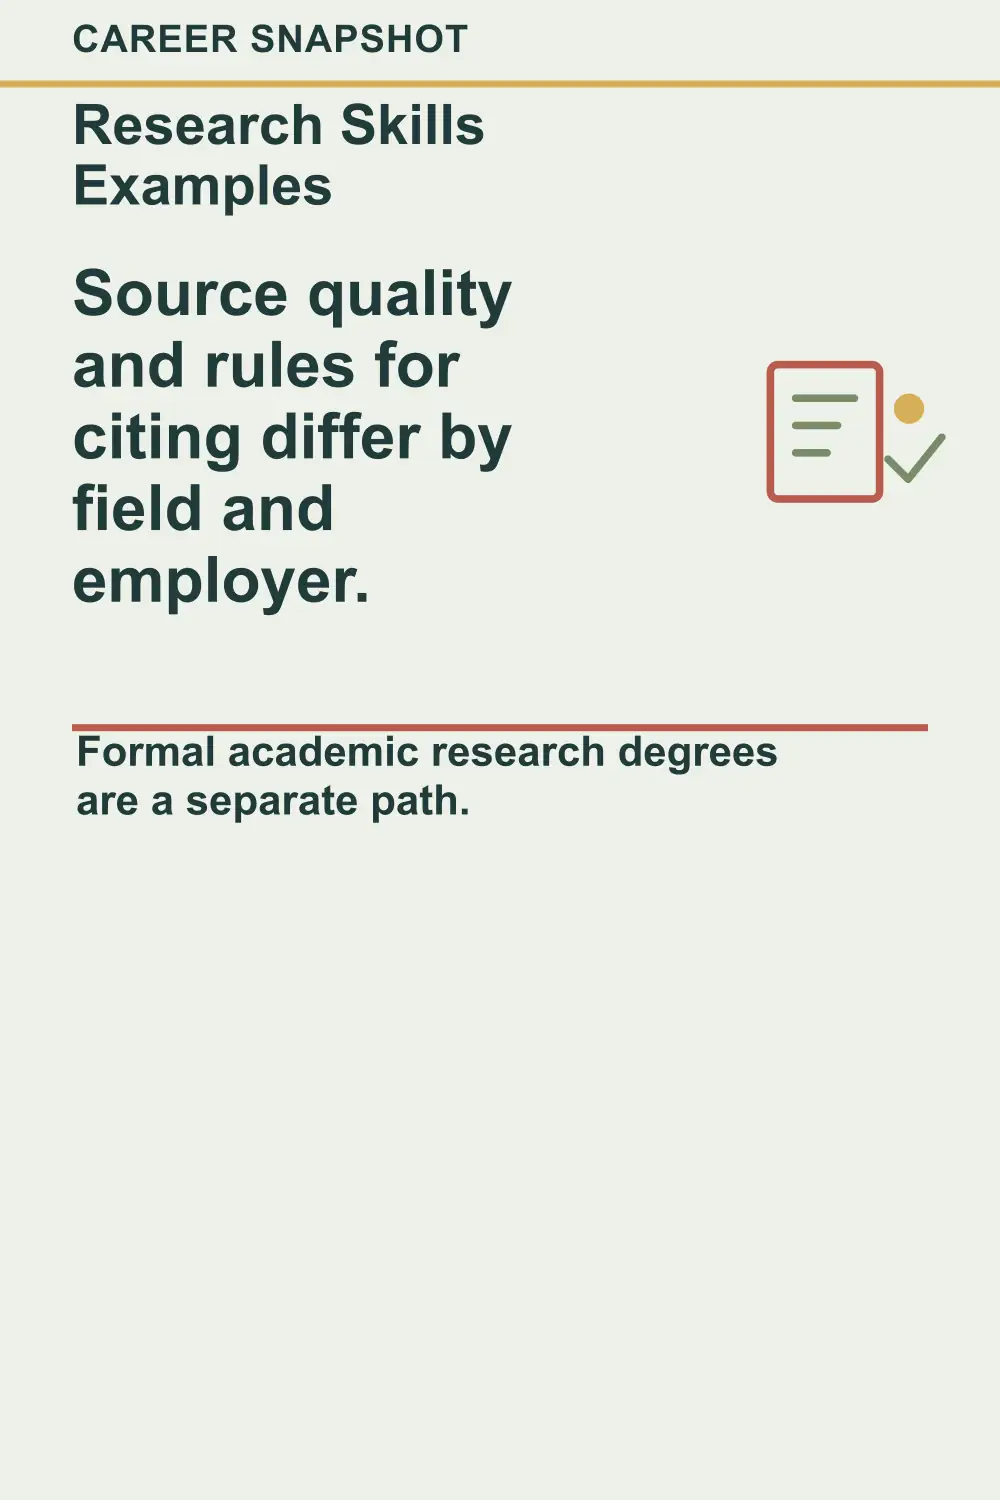 CAREER SNAPSHOT
Research Skills
Examples
Source quality
and rules for
citing differ by
field and
employer.
Formal academic research degrees
are a separate path.